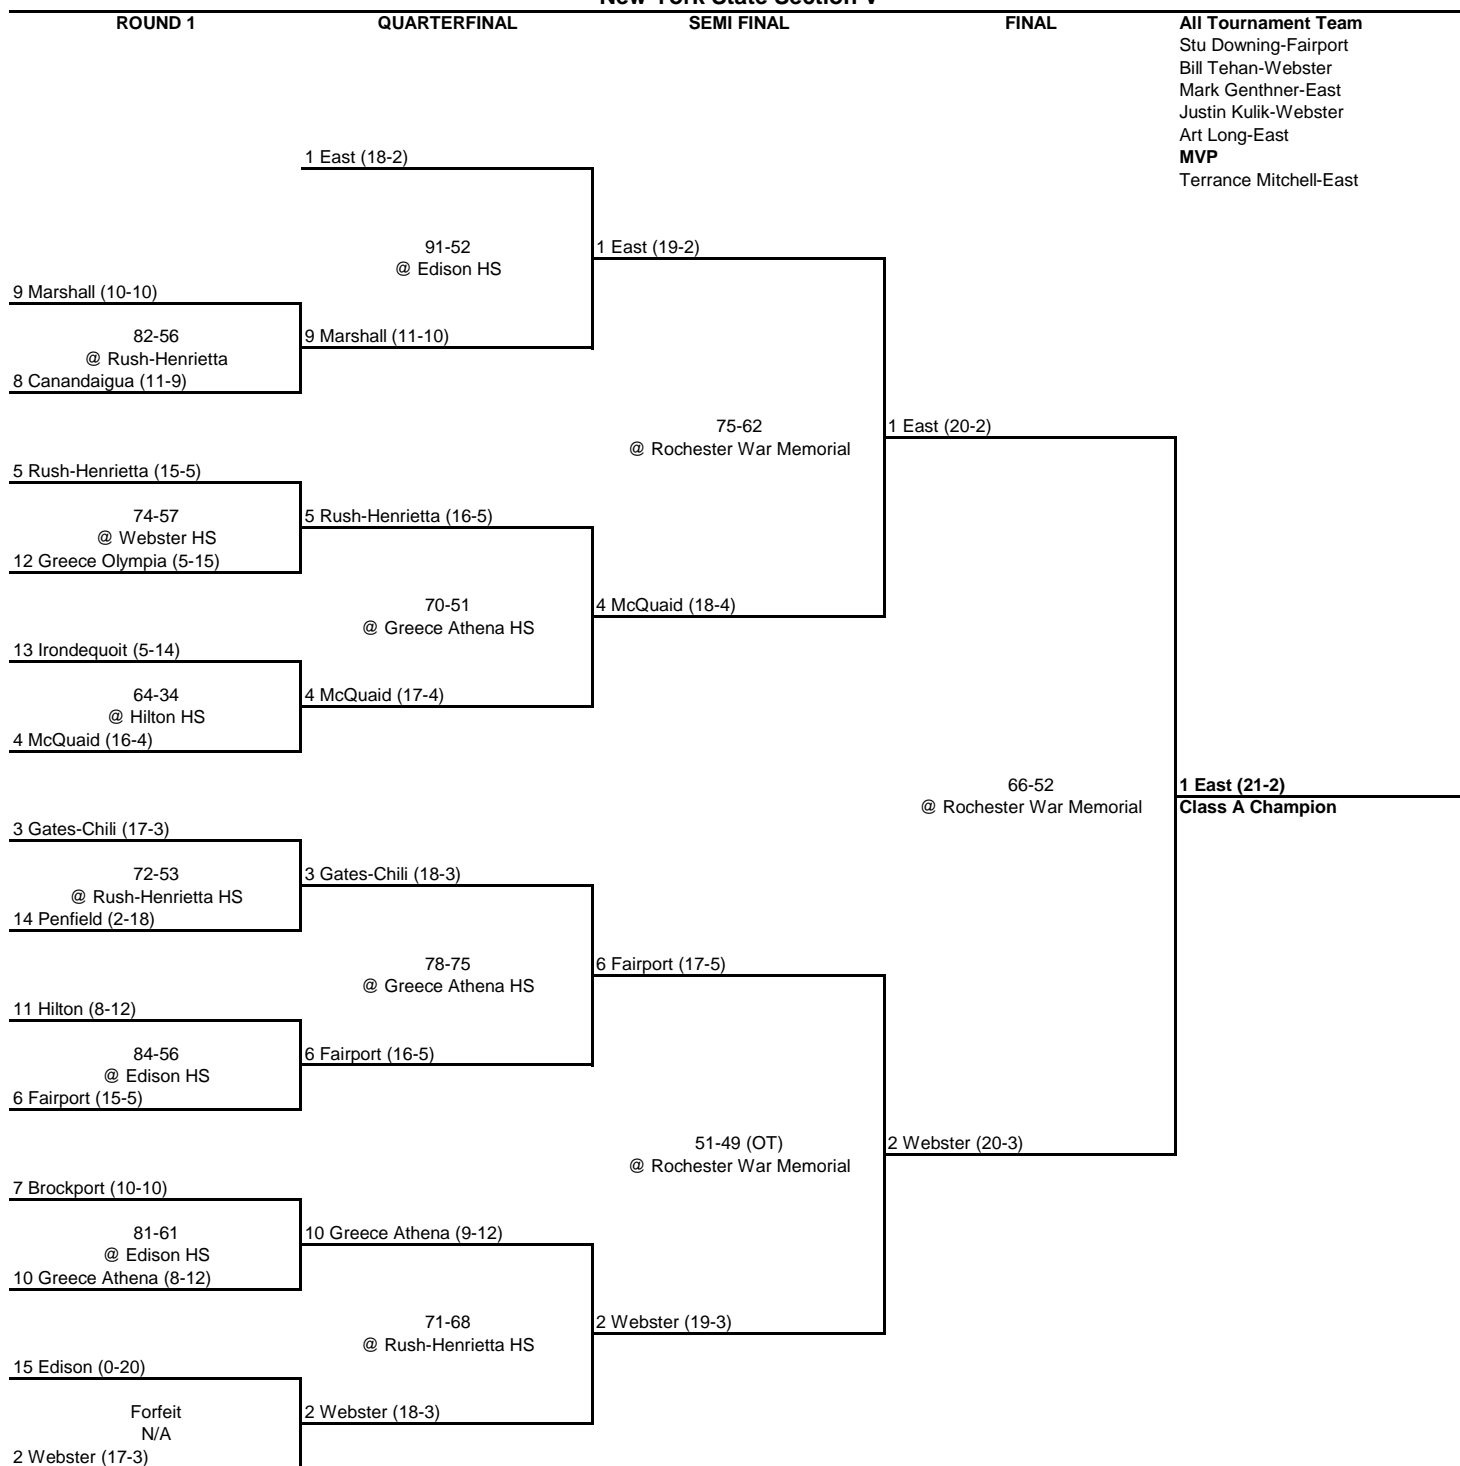 New York State Section V
ROUND 1 QUARTERFINAL SEMI FINAL FINAL All Tournament Team
Stu Downing-Fairport
Bill Tehan-Webster
Mark Genthner-East
Justin Kulik-Webster
Art Long-East
1 East (18-2) MVP
Terrance Mitchell-East
91-52 1 East (19-2)
@ Edison HS
9 Marshall (10-10)
82-56 9 Marshall (11-10)
@ Rush-Henrietta
8 Canandaigua (11-9)
75-62 1 East (20-2)
@ Rochester War Memorial
5 Rush-Henrietta (15-5)
74-57 5 Rush-Henrietta (16-5)
@ Webster HS
12 Greece Olympia (5-15)
70-51 4 McQuaid (18-4)
@ Greece Athena HS
13 Irondequoit (5-14)
64-34 4 McQuaid (17-4)
@ Hilton HS
4 McQuaid (16-4)
66-52 1 East (21-2)
@ Rochester War Memorial Class A Champion
3 Gates-Chili (17-3)
72-53 3 Gates-Chili (18-3)
@ Rush-Henrietta HS
14 Penfield (2-18)
78-75 6 Fairport (17-5)
@ Greece Athena HS
11 Hilton (8-12)
84-56 6 Fairport (16-5)
@ Edison HS
6 Fairport (15-5)
51-49 (OT) 2 Webster (20-3)
@ Rochester War Memorial
7 Brockport (10-10)
81-61 10 Greece Athena (9-12)
@ Edison HS
10 Greece Athena (8-12)
71-68 2 Webster (19-3)
@ Rush-Henrietta HS
15 Edison (0-20)
Forfeit 2 Webster (18-3)
N/A
2 Webster (17-3)